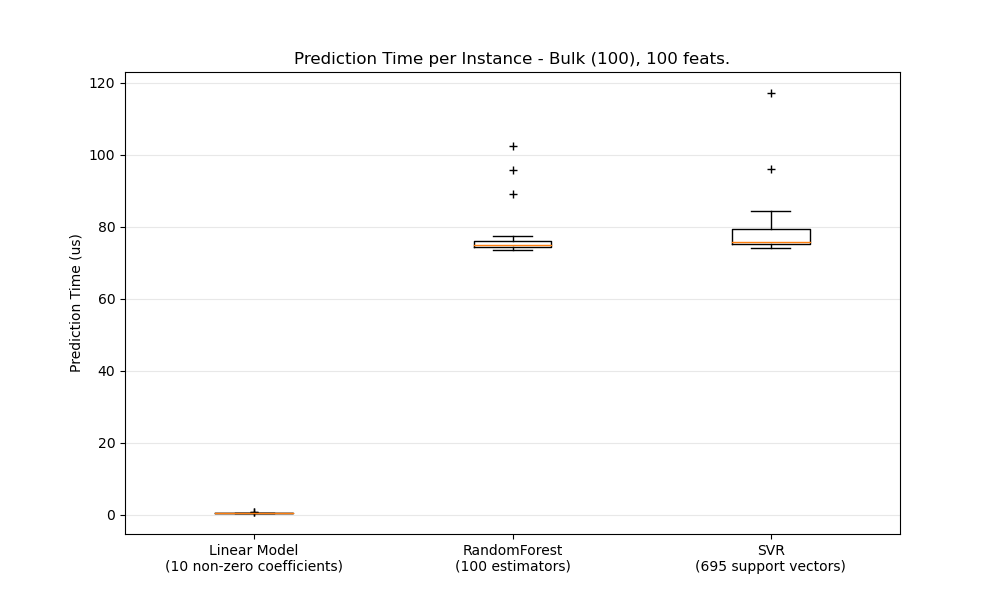 Prediction Time per Instance - Bulk (100), 100 feats.
120
100
80
60
40
20
0
Prediction Time (us)
Linear Model
(10 non-zero coefficients)
RandomForest
(100 estimators)
SVR
(695 support vectors)